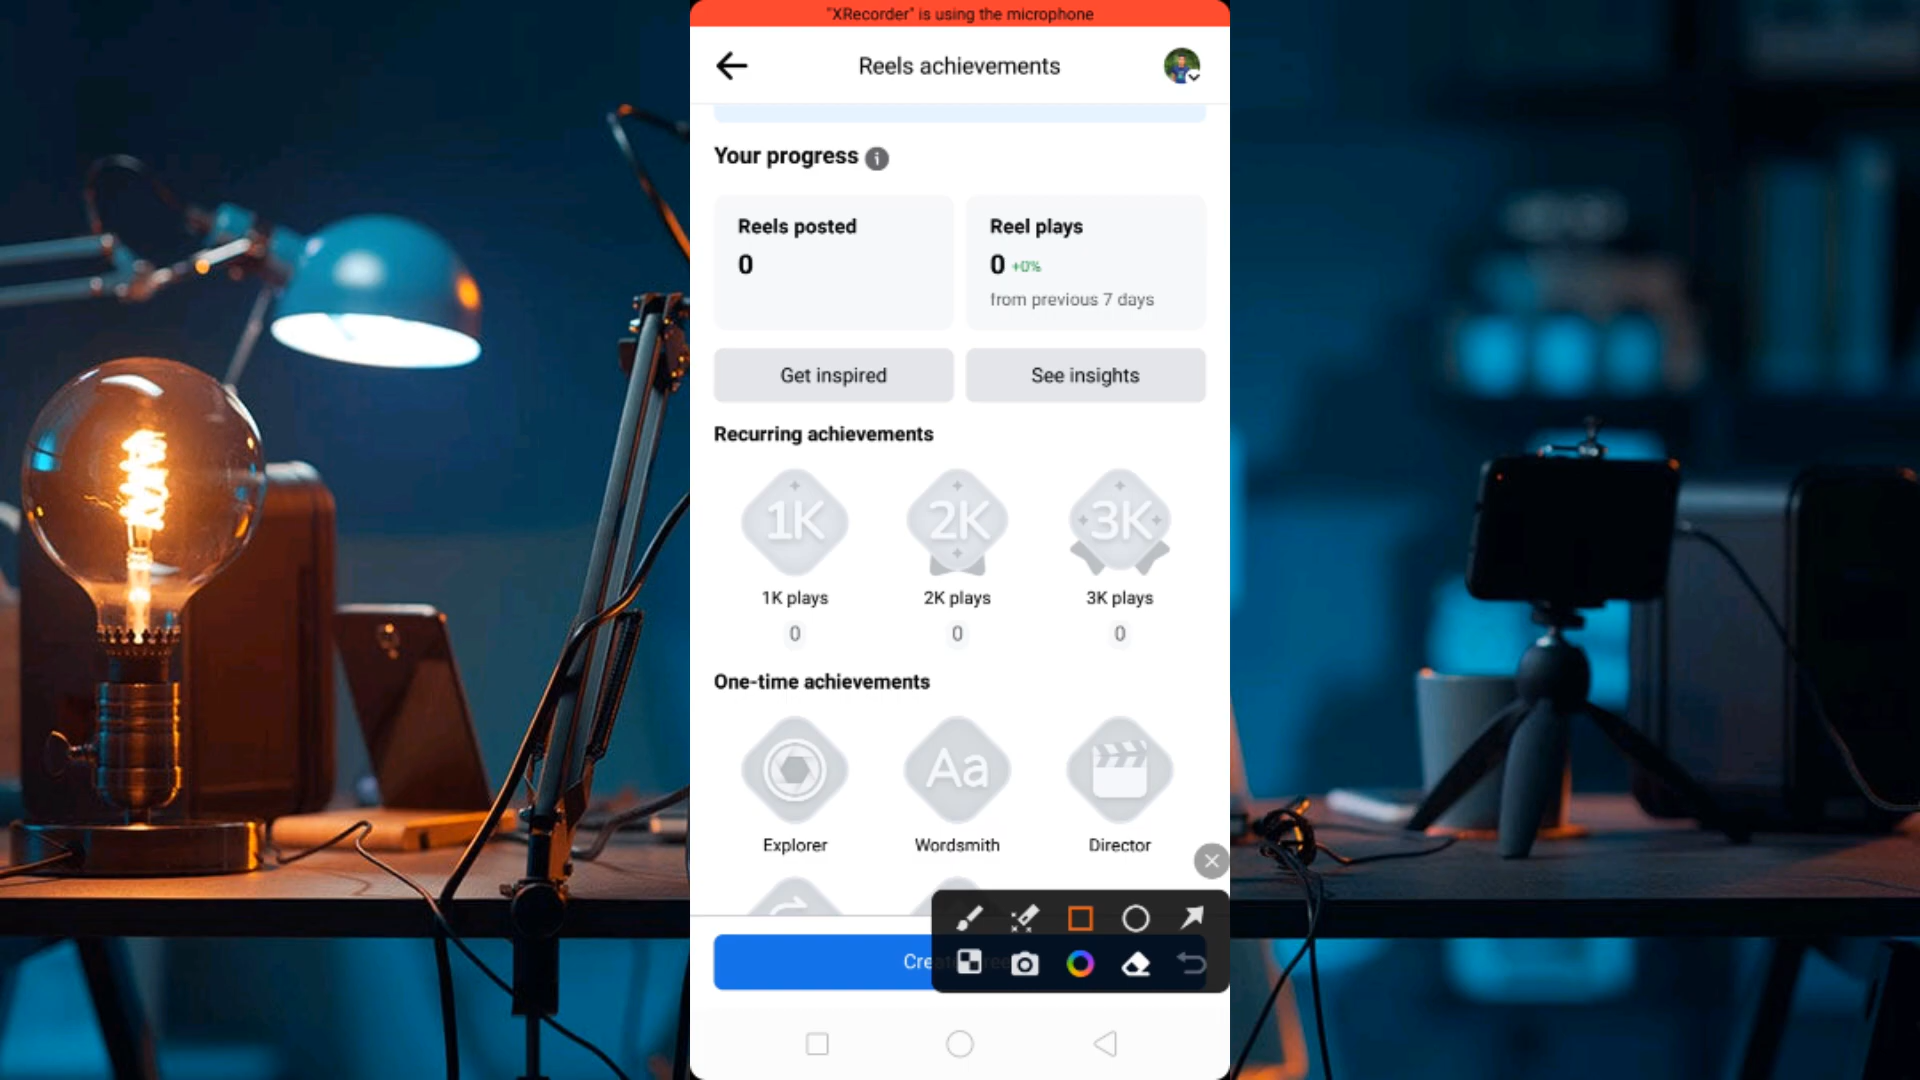 "XRecorder" is using the microphone
Reels achievements
Your progress
Reels posted
0
Reel plays
0 +0%
from previous 7 days
Get inspired
See insights
Recurring achievements
1K
2K
3K
1K plays
2K plays
3K plays
0
0
0
One-time achievements
Aa
Explorer
Wordsmith
Director